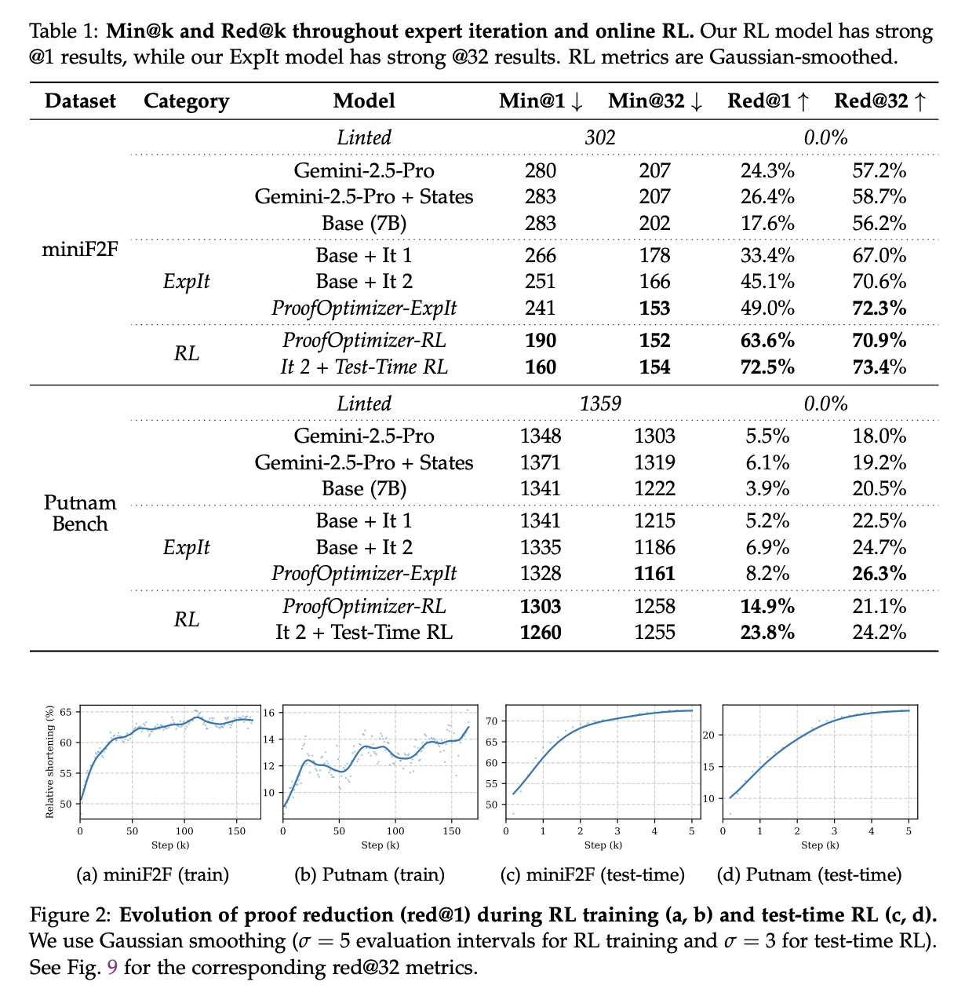 Table 1: Min@k and Red@k throughout expert iteration and online RL. Our RL model has strong
@1 results, while our ExpIt model has strong @32 results. RL metrics are Gaussian-smoothed.
Dataset Category Model Min@1 ↓ Min@32 ↓ Red@1 ↑ Red@32 ↑
miniF2F
Linted 302 0.0%
Gemini-2.5-Pro 280 207 24.3% 57.2%
Gemini-2.5-Pro + States 283 207 26.4% 58.7%
Base (7B) 283 202 17.6% 56.2%
ExpIt
Base + It 1 266 178 33.4% 67.0%
Base + It 2 251 166 45.1% 70.6%
ProofOptimizer-ExpIt 241 153 49.0% 72.3%
RL
ProofOptimizer-RL 190 152 63.6% 70.9%
It 2 + Test-Time RL 160 154 72.5% 73.4%
Putnam
Bench
Linted 1359 0.0%
Gemini-2.5-Pro 1348 1303 5.5% 18.0%
Gemini-2.5-Pro + States 1371 1319 6.1% 19.2%
Base (7B) 1341 1222 3.9% 20.5%
ExpIt
Base + It 1 1341 1215 5.2% 22.5%
Base + It 2 1335 1186 6.9% 24.7%
ProofOptimizer-ExpIt 1328 1161 8.2% 26.3%
RL
ProofOptimizer-RL 1303 1258 14.9% 21.1%
It 2 + Test-Time RL 1260 1255 23.8% 24.2%
Relative shortening (%)
65
60
55
50
0 50 100 150
Step (k)
(a) miniF2F (train)
16
14
12
10
0 50 100 150
Step (k)
(b) Putnam (train)
70
65
60
55
50
0 1 2 3 4 5
Step (k)
(c) miniF2F (test-time)
20
15
10
0 1 2 3 4 5
Step (k)
(d) Putnam (test-time)
Figure 2: Evolution of proof reduction (red@1) during RL training (a, b) and test-time RL (c, d).
We use Gaussian smoothing (σ = 5 evaluation intervals for RL training and σ = 3 for test-time RL).
See Fig. 9 for the corresponding red@32 metrics.